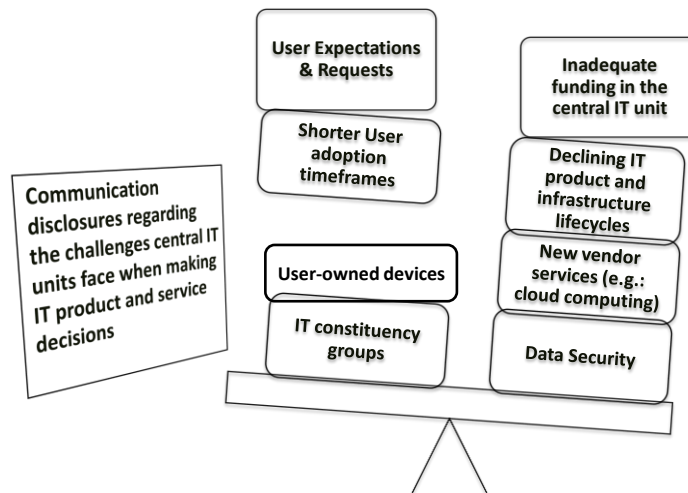 Communication
disclosures regarding
the challenges central IT
units face when making
IT product and service
decisions
User Expectations
& Requests
Shorter User
adoption
timeframes
User-owned devices
IT constituency
groups
Inadequate
funding in the
central IT unit
Declining IT
product and
infrastructure
lifecycles
New vendor
services (e.g.:
cloud computing)
Data Security